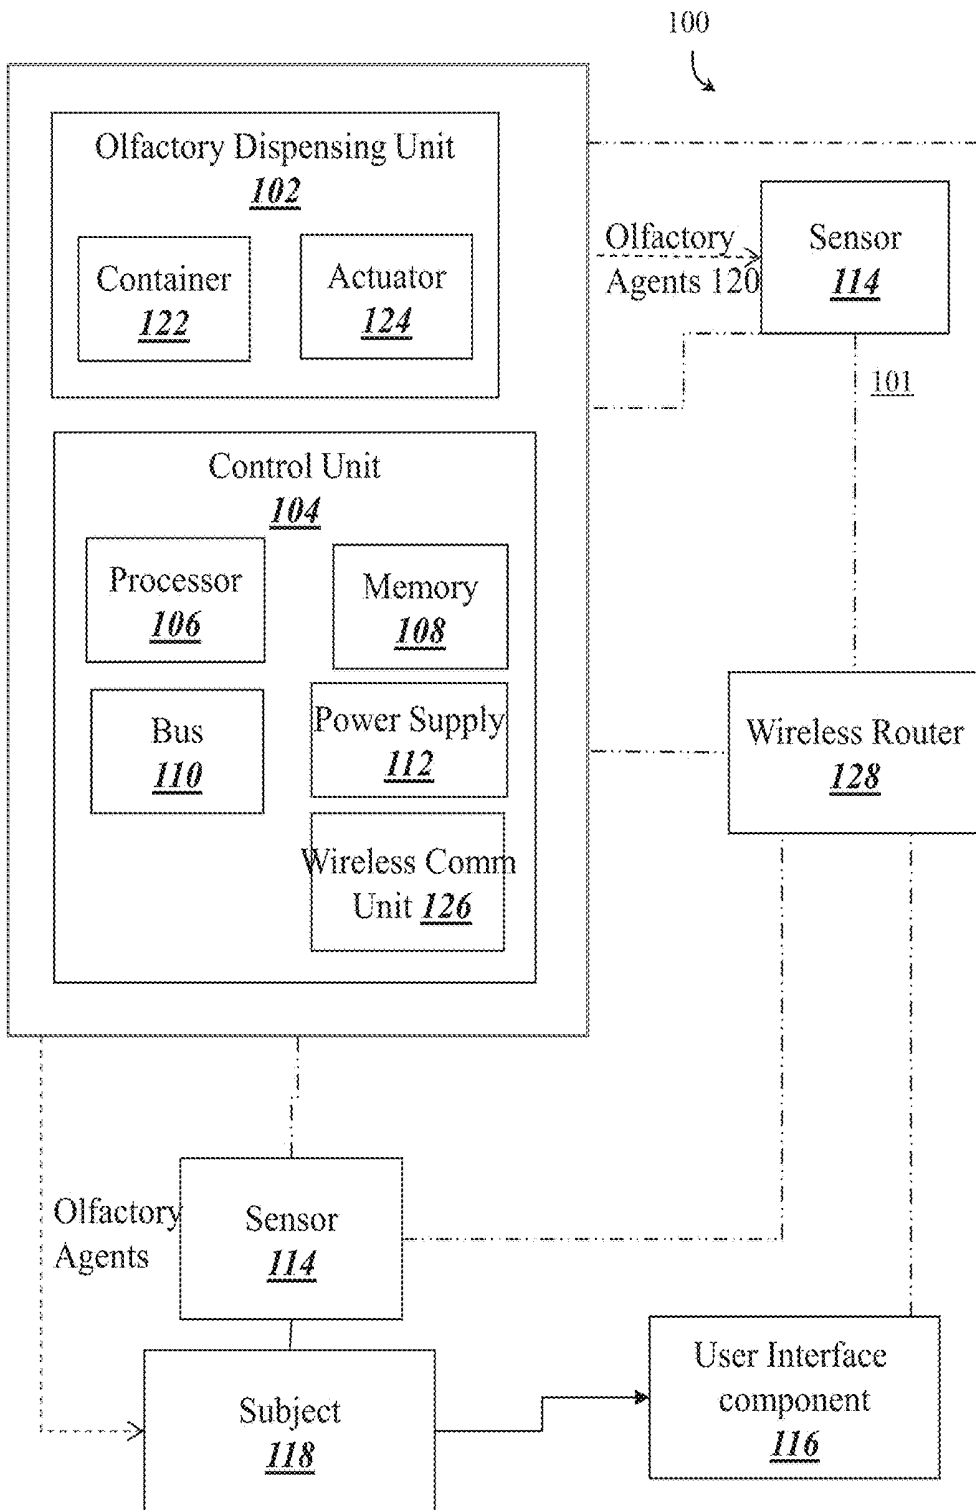 100
Olfactory Dispensing Unit
102
Container
122
Actuator
124
Olfactory
Agents 120
Sensor
114
101
Control Unit
104
Processor
106
Memory
108
Bus
110
Power Supply
112
Wireless Comm
Unit 126
Wireless Router
128
Olfactory
Agents
Sensor
114
Subject
118
User Interface
component
116